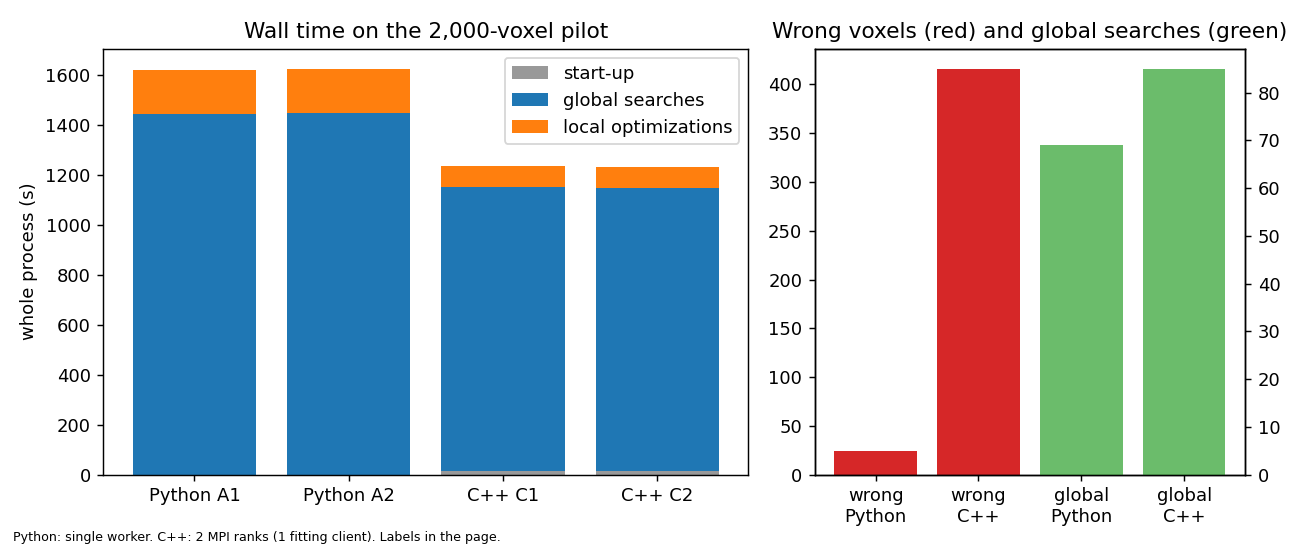 Wall time on the 2,000-voxel pilot
whole process (s)
1600
1400
1200
1000
800
600
400
200
0
start-up
global searches
local optimizations
Python A1
Python A2
C++ C1
C++ C2
Wrong voxels (red) and global searches (green)
400
350
300
250
200
150
100
50
0
80
70
60
50
40
30
20
10
0
wrong
Python
wrong
C++
global
Python
global
C++
Python: single worker. C++: 2 MPI ranks (1 fitting client). Labels in the page.